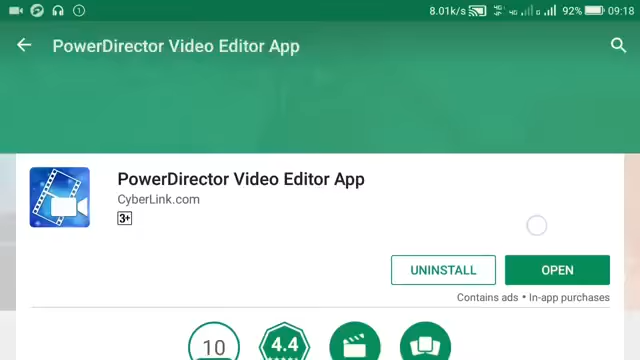 8.01k/s 92% 09:18
PowerDirector Video Editor App
PowerDirector Video Editor App
CyberLink.com
3+
UNINSTALL OPEN
Contains ads • In-app purchases
10 4.4